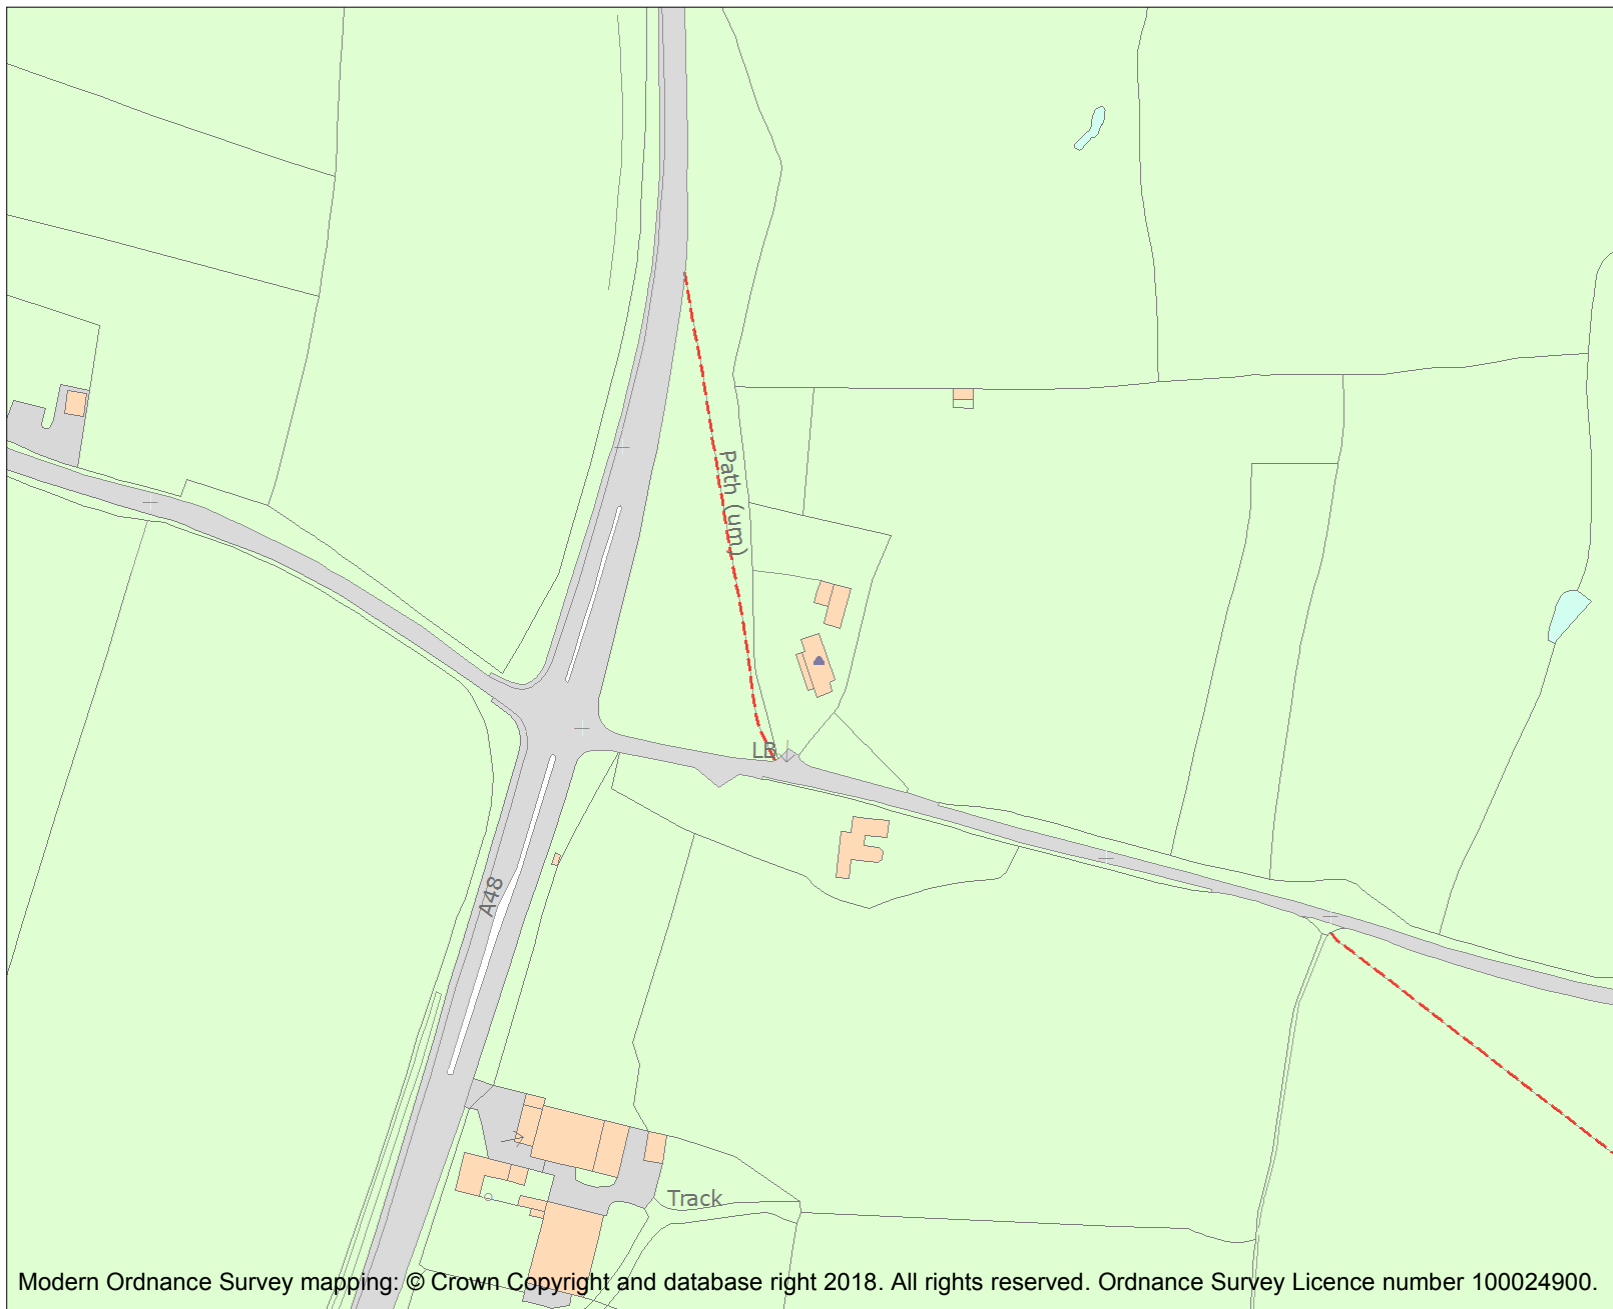 Path (um)
LB
A48
Track
Modern Ordnance Survey mapping: © Crown Copyright and database right 2018. All rights reserved. Ordnance Survey Licence number 100024900.